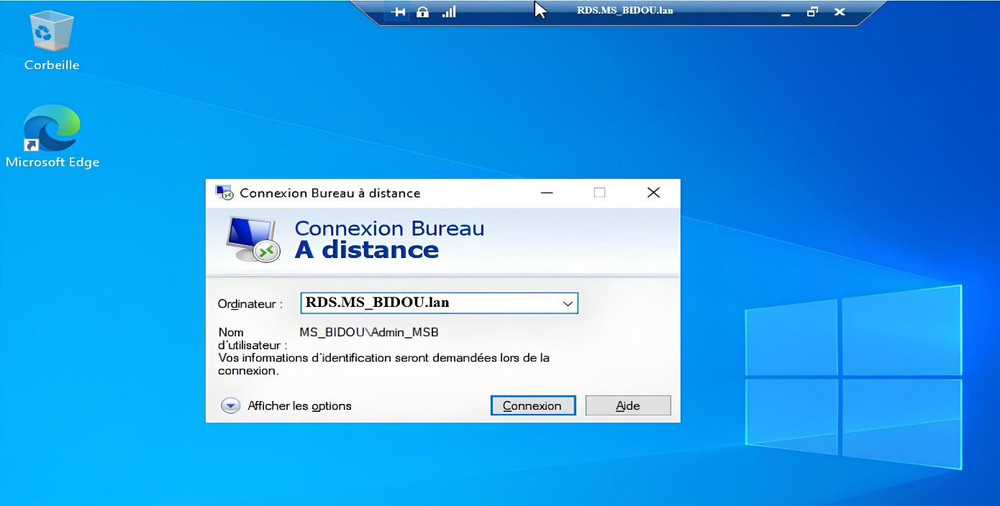 RDS.MS_BIDOU.lan
Corbeille
Microsoft Edge
Connexion Bureau à distance
Connexion Bureau
A distance
Ordinateur :
RDS.MS_BIDOU.lan
Nom
d'utilisateur :
MS_BIDOU\Admin_MSB
Vos infomations d'identification seront demandées lors de la
connexion.
Afficher les options
Connexion
Aide